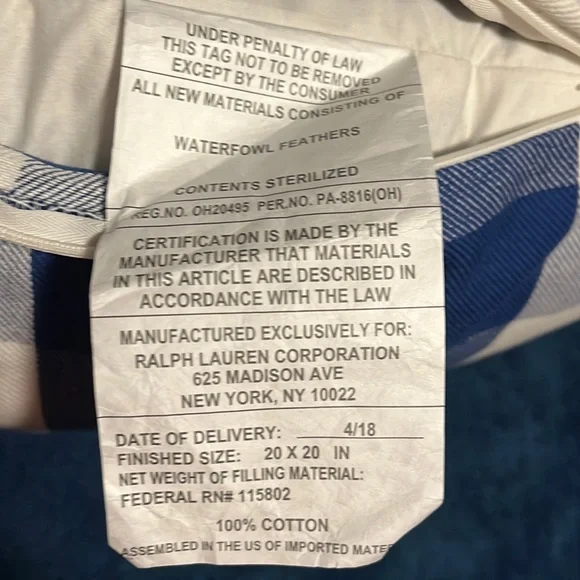 UNDER PENALTY OF LAW
THIS TAG NOT TO BE REMOVED
EXCEPT BY THE CONSUMER
ALL NEW MATERIALS CONSISTING OF
WATERFOWL FEATHERS
CONTENTS STERILIZED
REG.NO. OH20495 PER.NO. PA-8816(OH)
CERTIFICATION IS MADE BY THE
MANUFACTURER THAT MATERIALS
IN THIS ARTICLE ARE DESCRIBED IN
ACCORDANCE WITH THE LAW
MANUFACTURED EXCLUSIVELY FOR:
RALPH LAUREN CORPORATION
625 MADISON AVE
NEW YORK, NY 10022
DATE OF DELIVERY: 4/18
FINISHED SIZE: 20 X 20 IN
NET WEIGHT OF FILLING MATERIAL:
FEDERAL RN# 115802
100% COTTON
ASSEMBLED IN THE US OF IMPORTED MATE